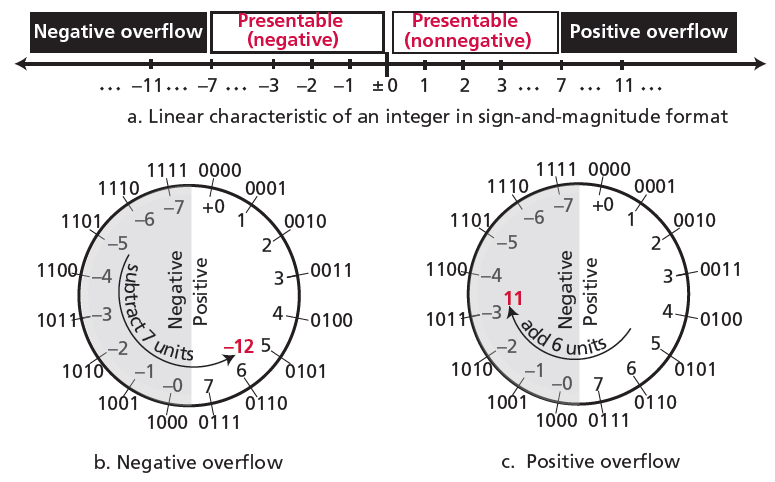 Negative overflow
Presentable
(negative)
Presentable
(nonnegative)
Positive overflow
... −11... −7 ... −3 −2 −1 ±0 1 2 3 ... 7 ... 11 ...
a. Linear characteristic of an integer in sign-and-magnitude format
1111 0000
1110 0001
1101 0010
1100 0011
1011 0100
1010 0101
1001 0110
1000 0111
−7 +0
−6 1
−5 2
−4 3
−3 4
−2 −12 5
−1 6
−0 7
Negative
Positive
subtract 7 units
b. Negative overflow
1111 0000
1110 0001
1101 0010
1100 0011
1011 0100
1010 0101
1001 0110
1000 0111
−7 +0
−6 1
−5 2
−4 3
−3 11 4
−2 5
−1 6
−0 7
Negative
Positive
add 6 units
c. Positive overflow